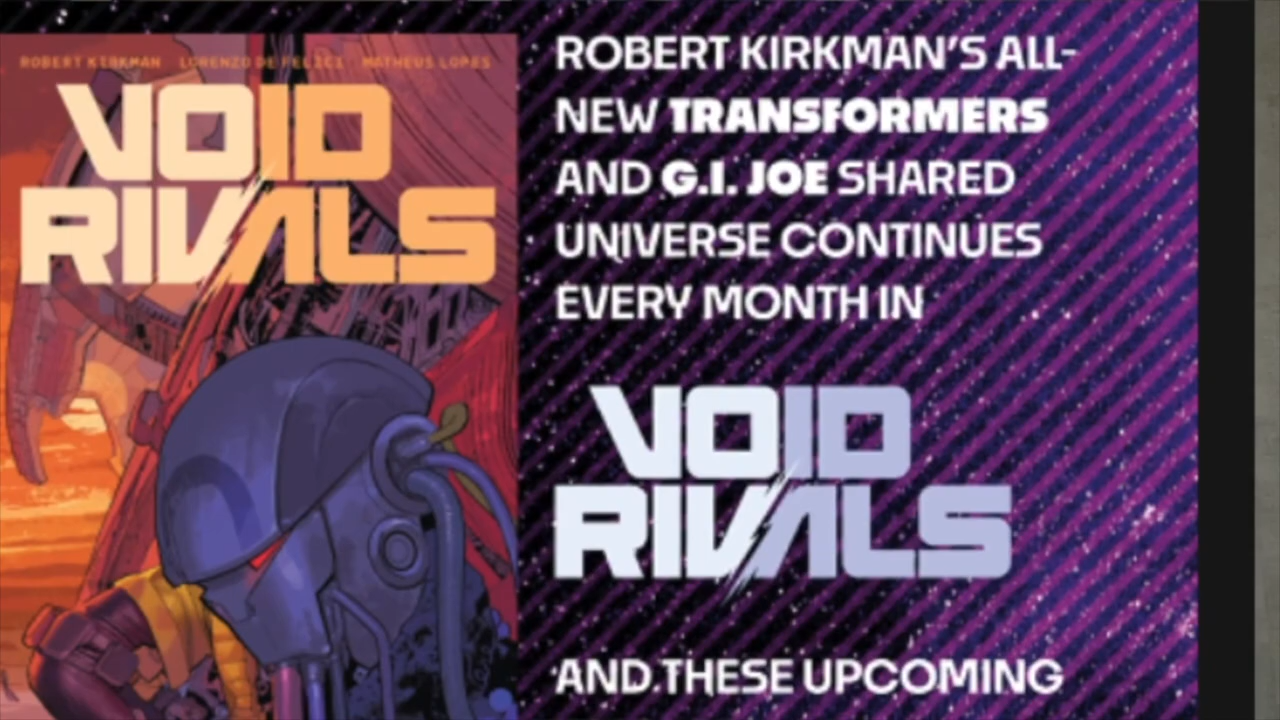 ROBERT KIRKMAN LORENZO DE FELICI MATHEUS LOPES
VOID
RIVALS
ROBERT KIRKMAN'S ALL-
NEW TRANSFORMERS
AND G.I. JOE SHARED
UNIVERSE CONTINUES
EVERY MONTH IN
VOID
RIVALS
AND THESE UPCOMING